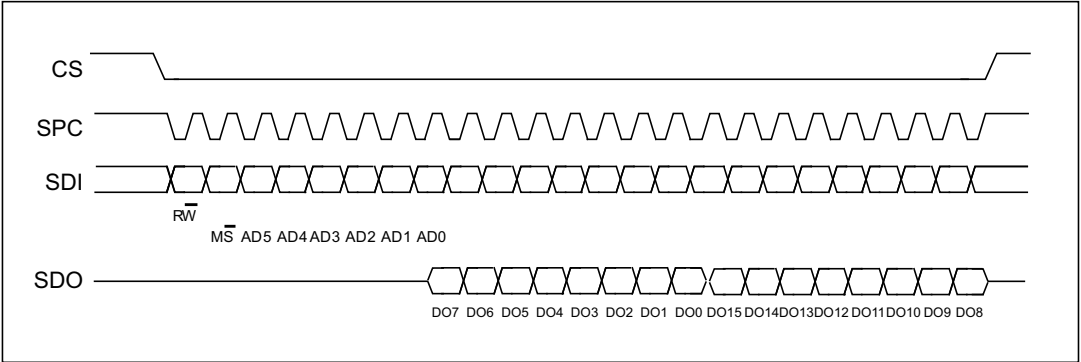 CS
SPC
SDI
RW
MS AD5 AD4 AD3 AD2 AD1 AD0
SDO
DO7 DO6 DO5 DO4 DO3 DO2 DO1 DO0 DO15 DO14 DO13 DO12 DO11 DO10 DO9 DO8